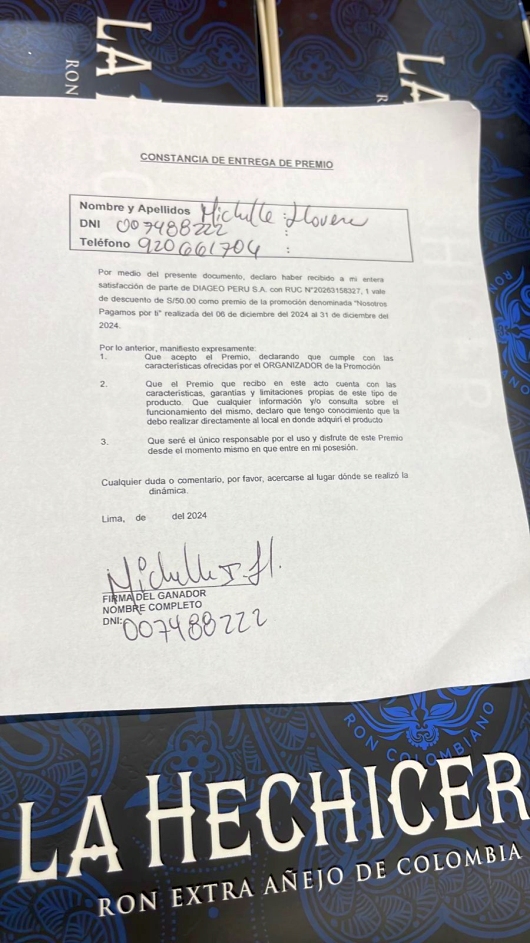 LA
RON
LA
R
CONSTANCIA DE ENTREGA DE PREMIO
Nombre y Apellidos Michelle
DNI 007488222 :
Teléfono 920661704 :
Por medio del presente documento, declaro haber recibido a mi entera
satisfacción de parte de DIAGEO PERU S.A. con RUC N°20263158327, 1 vale
de descuento de S/50.00 como premio de la promoción denominada "Nosotros
Pagamos por ti" realizada del 06 de diciembre del 2024 al 31 de diciembre del
2024.
Por lo anterior, manifiesto expresamente:
1. Que acepto el Premio, declarando que cumple con las
características ofrecidas por el ORGANIZADOR de la Promoción
2. Que el Premio que recibo en este acto cuenta con las
características, garantías y limitaciones propias de este tipo de
producto. Que cualquier información y/o consulta sobre el
funcionamiento del mismo, declaro que tengo conocimiento que la
debo realizar directamente al local en donde adquirí el producto
3. Que seré el único responsable por el uso y disfrute de este Premio
desde el momento mismo en que entre en mi posesión.
Cualquier duda o comentario, por favor, acercarse al lugar dónde se realizó la
dinámica.
Lima, de del 2024
FIRMA DEL GANADOR
NOMBRE COMPLETO
DNI: 007488222
RON COLOMBIANO
LA HECHICER
RON EXTRA AÑEJO DE COLOMBIA